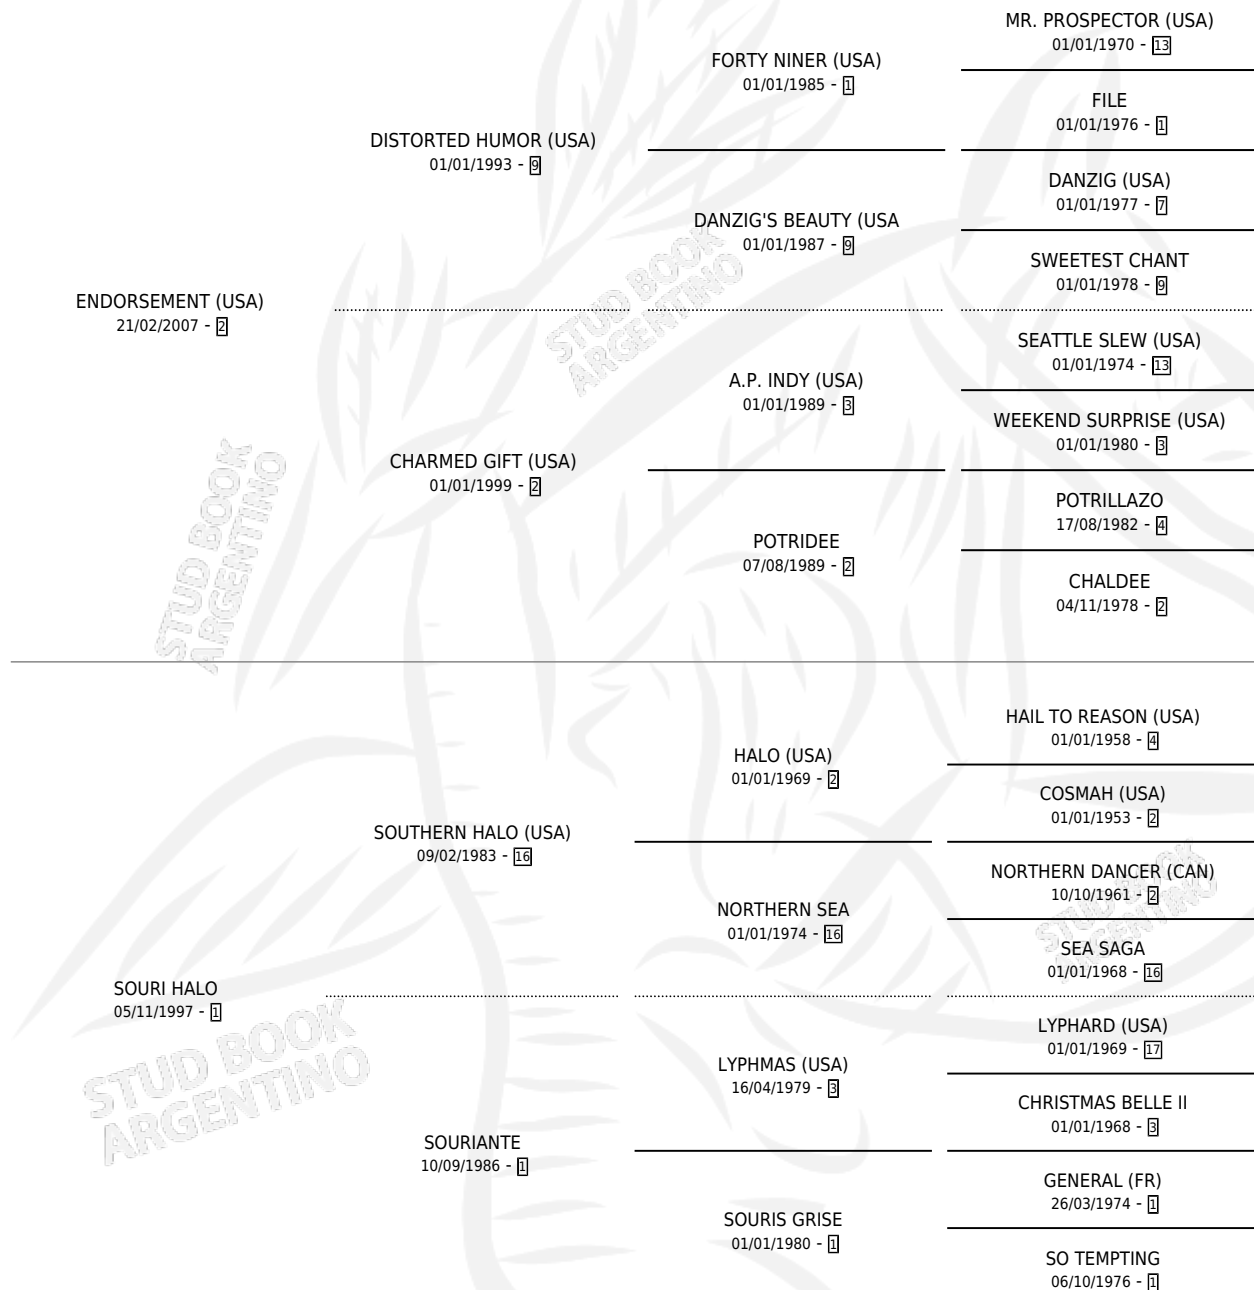 MR. PROSPECTOR (USA)
01/01/1970 - 13
FORTY NINER (USA)
01/01/1985 - 1
FILE
01/01/1976 - 1
DISTORTED HUMOR (USA)
01/01/1993 - 9
DANZIG (USA)
01/01/1977 - 7
DANZIG'S BEAUTY (USA
01/01/1987 - 9
SWEETEST CHANT
01/01/1978 - 9
ENDORSEMENT (USA)
21/02/2007 - 2
STUD BOOK
ARGENTINO
SEATTLE SLEW (USA)
01/01/1974 - 13
A.P. INDY (USA)
01/01/1989 - 3
WEEKEND SURPRISE (USA)
01/01/1980 - 3
CHARMED GIFT (USA)
01/01/1999 - 2
POTRILLAZO
17/08/1982 - 4
POTRIDEE
07/08/1989 - 2
CHALDEE
04/11/1978 - 2
STUD BOOK
ARGENTINO
HAIL TO REASON (USA)
01/01/1958 - 4
HALO (USA)
01/01/1969 - 2
COSMAH (USA)
01/01/1953 - 2
SOUTHERN HALO (USA)
09/02/1983 - 16
NORTHERN DANCER (CAN)
10/10/1961 - 2
NORTHERN SEA
01/01/1974 - 16
SEA SAGA
01/01/1968 - 16
STUD BOOK
ARGENTINO
SOURI HALO
05/11/1997 - 1
STUD BOOK
ARGENTINO
LYPHARD (USA)
01/01/1969 - 17
LYPHMAS (USA)
16/04/1979 - 3
CHRISTMAS BELLE II
01/01/1968 - 3
SOURIANTE
10/09/1986 - 1
GENERAL (FR)
26/03/1974 - 1
SOURIS GRISE
01/01/1980 - 1
SO TEMPTING
06/10/1976 - 1